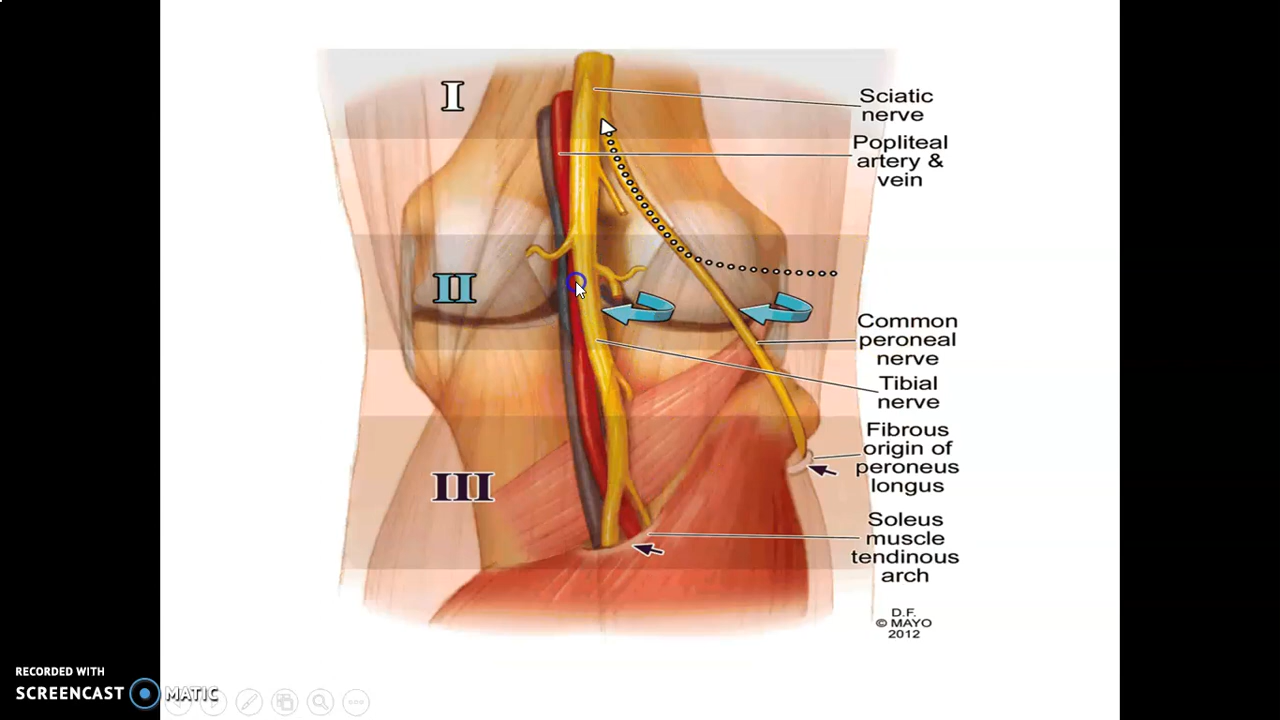 I
Sciatic
nerve
Popliteal
artery &
vein
II
Common
peroneal
nerve
Tibial
nerve
Fibrous
origin of
peroneus
longus
III
Soleus
muscle
tendinous
arch
D.F.
© MAYO
2012
RECORDED WITH
SCREENCAST MATIC